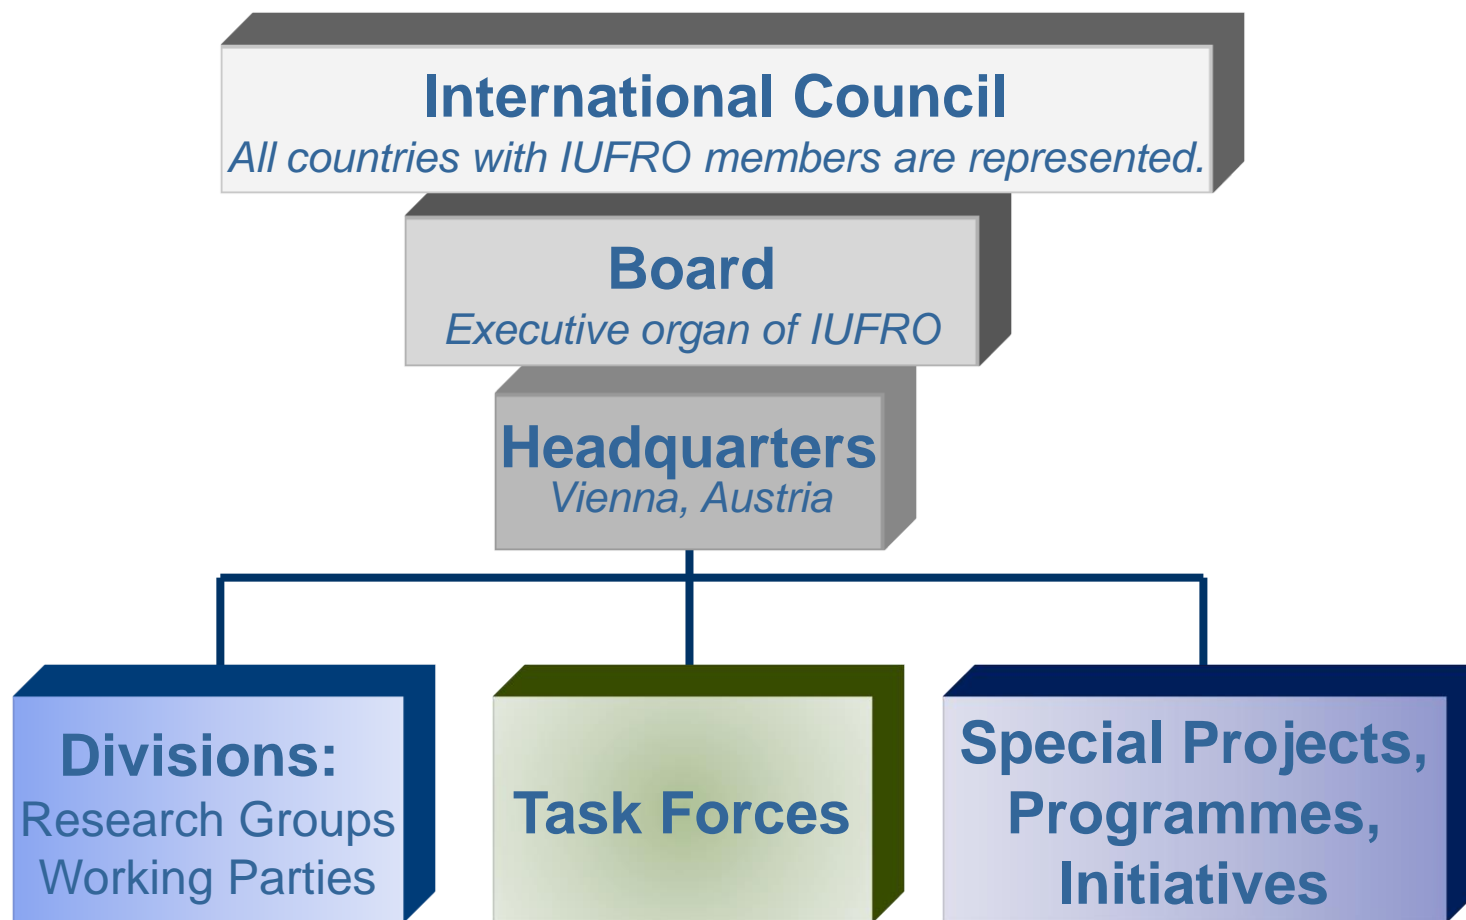 International Council
All countries with IUFRO members are represented.
Board
Executive organ of IUFRO
Headquarters
Vienna, Austria
Divisions:
Research Groups
Working Parties
Task Forces
Special Projects,
Programmes,
Initiatives